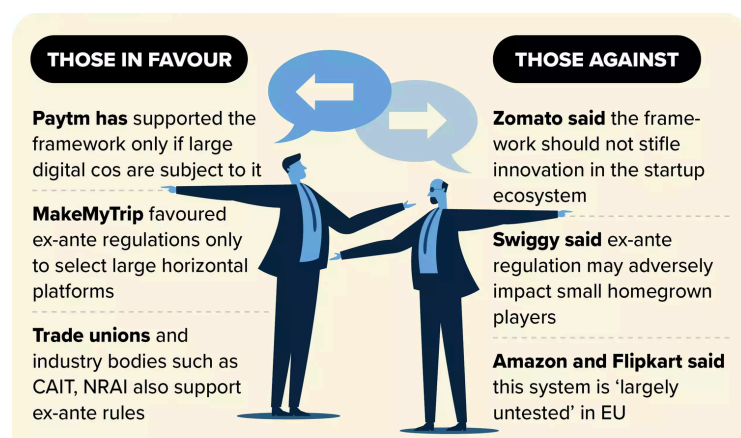 THOSE IN FAVOUR
Paytm has supported the
framework only if large
digital cos are subject to it
MakeMyTrip favoured
ex-ante regulations only
to select large horizontal
platforms
Trade unions and
industry bodies such as
CAIT, NRAI also support
ex-ante rules
THOSE AGAINST
Zomato said the frame-
work should not stifle
innovation in the startup
ecosystem
Swiggy said ex-ante
regulation may adversely
impact small homegrown
players
Amazon and Flipkart said
this system is ‘largely
untested’ in EU